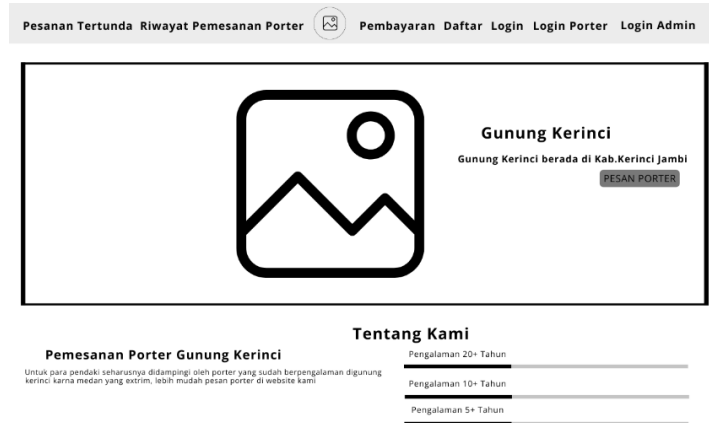 Pesanan Tertunda Riwayat Pemesanan Porter Pembayaran Daftar Login Login Porter Login Admin
Gunung Kerinci
Gunung Kerinci berada di Kab.Kerinci Jambi
PESAN PORTER
Tentang Kami
Pemesanan Porter Gunung Kerinci
Untuk para pendaki seharusnya didampingi oleh porter yang sudah berpengalaman digunung
kerinci karna medan yang extrim, lebih mudah pesan porter di website kami
Pengalaman 20+ Tahun
Pengalaman 10+ Tahun
Pengalaman 5+ Tahun